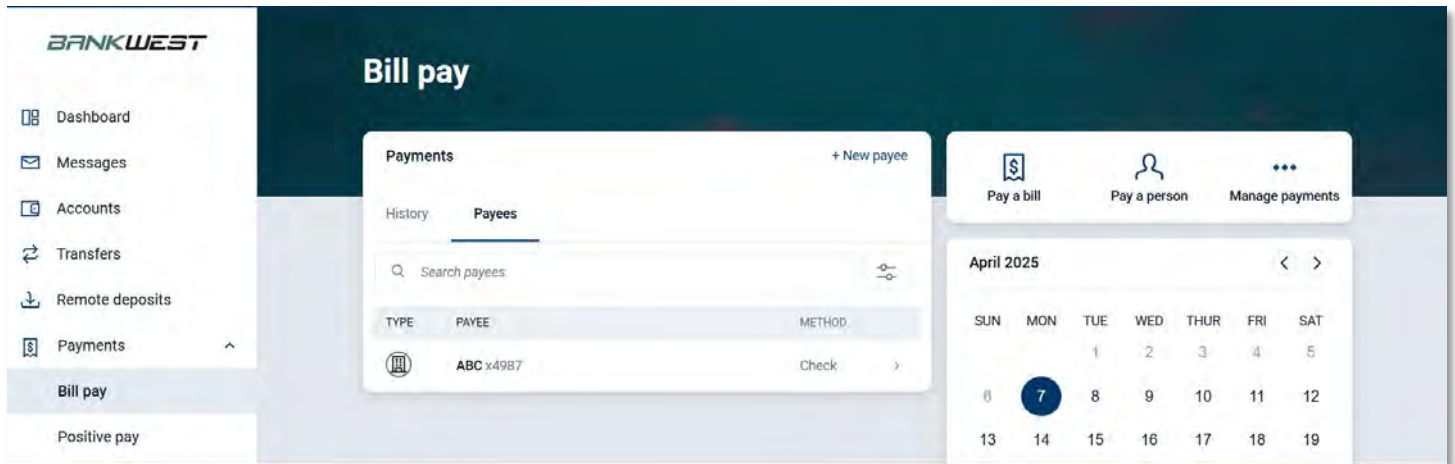 BANKWEST
Dashboard
Messages
Accounts
Transfers
Remote deposits
Payments
Bill pay
Positive pay
Bill pay
Payments
+ New payee
History Payees
Search payees
TYPE PAYEE METHOD
ABC x4987 Check
Pay a bill Pay a person Manage payments
April 2025
SUN MON TUE WED THUR FRI SAT
1 2 3 4 5
6 7 8 9 10 11 12
13 14 15 16 17 18 19